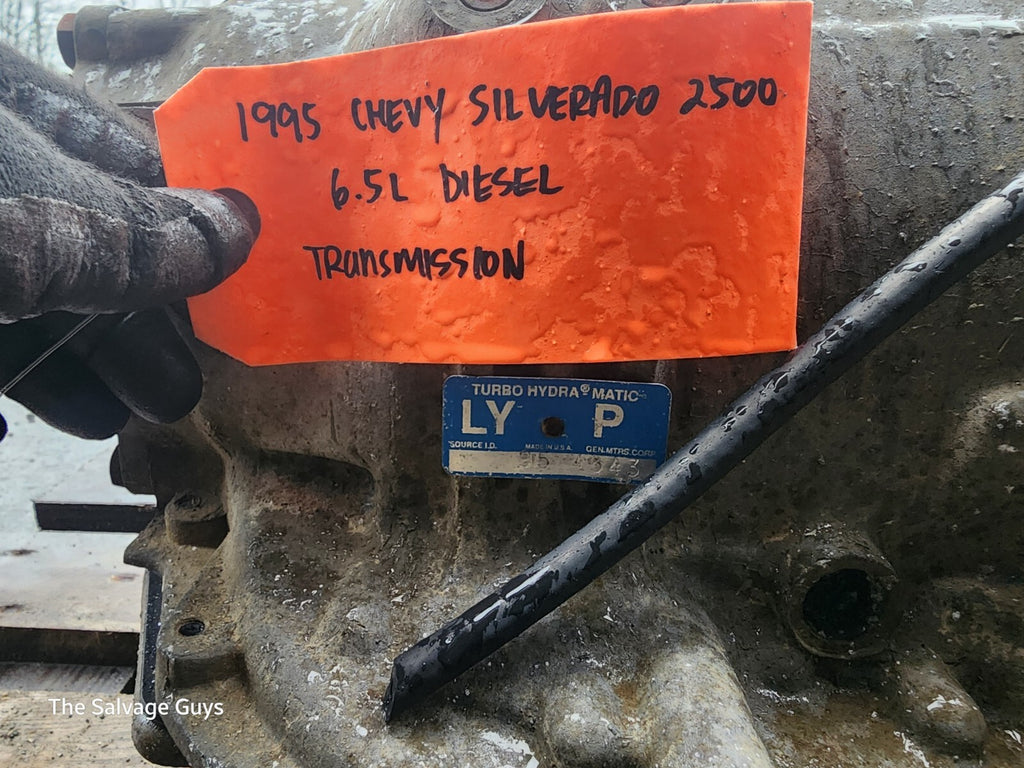 1995 CHEVY SILVERADO 2500
6.5L DIESEL
TRANSMISSION
TURBO HYDRA® MATIC
LY P
SOURCE I.D. MADE IN U.S.A. GEN.MTRS.CORP.
The Salvage Guys